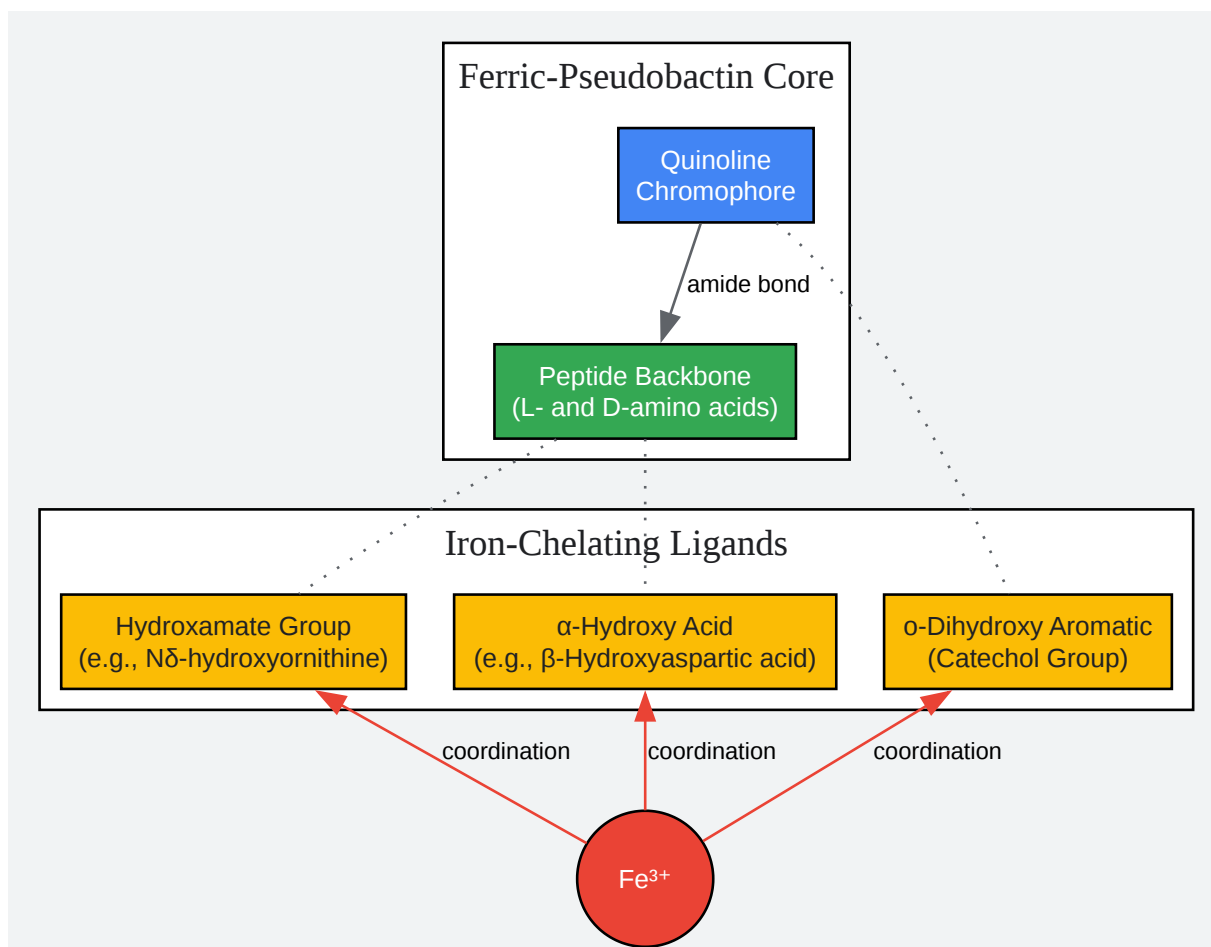 Ferric-Pseudobactin Core
Quinoline
Chromophore
amide bond
Peptide Backbone
(L- and D-amino acids)
Iron-Chelating Ligands
Hydroxamate Group
(e.g., Nδ-hydroxyornithine)
α-Hydroxy Acid
(e.g., β-Hydroxyaspartic acid)
o-Dihydroxy Aromatic
(Catechol Group)
coordination
coordination
coordination
Fe³⁺